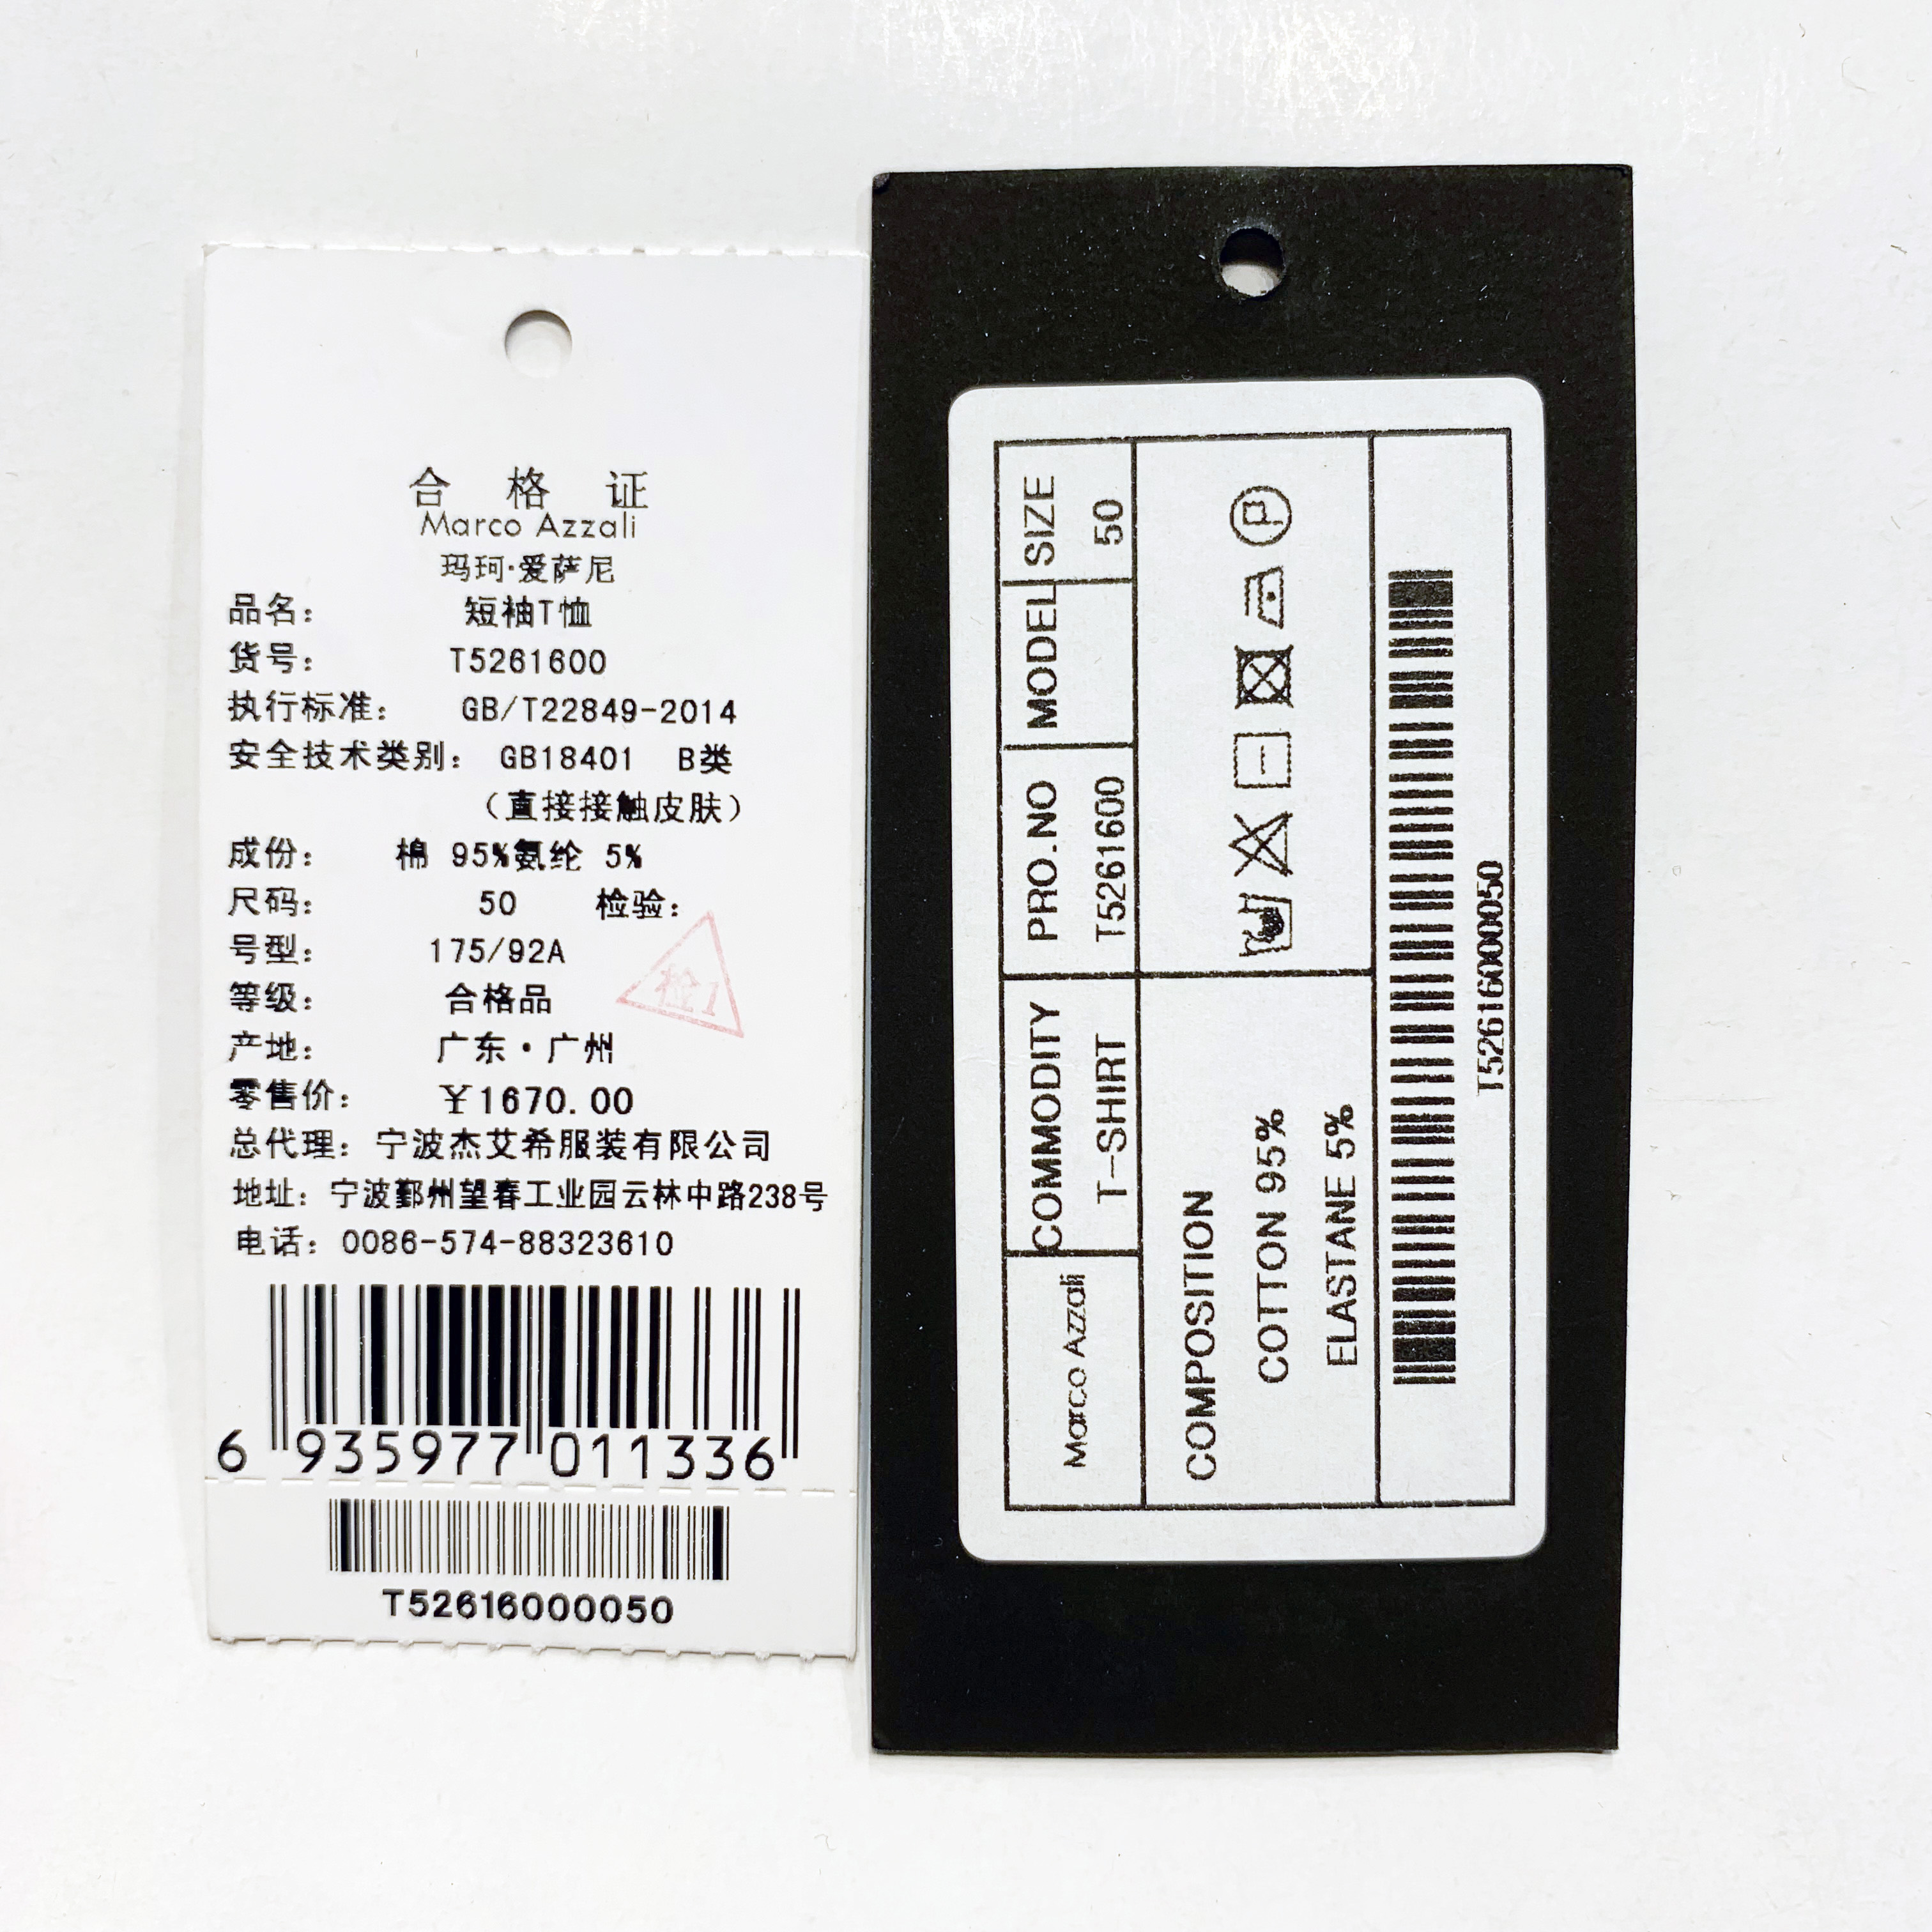 合格证
Marco Azzali
玛珂·爱萨尼
品名： 短袖T恤
货号： T5261600
执行标准： GB/T22849-2014
安全技术类别： GB18401 B类
（直接接触皮肤）
成份： 棉 95%氨纶 5%
尺码： 50 检验：
号型： 175/92A
检1
等级： 合格品
产地： 广东·广州
零售价： ￥1670.00
总代理：宁波杰艾希服装有限公司
地址：宁波鄞州望春工业园云林中路238号
电话：0086-574-88323610
6 935977 011336
T52616000050
Marco Azzali
COMMODITY PRO.NO MODEL SIZE
T-SHIRT T5261600 50
COMPOSITION
COTTON 95%
ELASTANE 5%
P
T52616000050